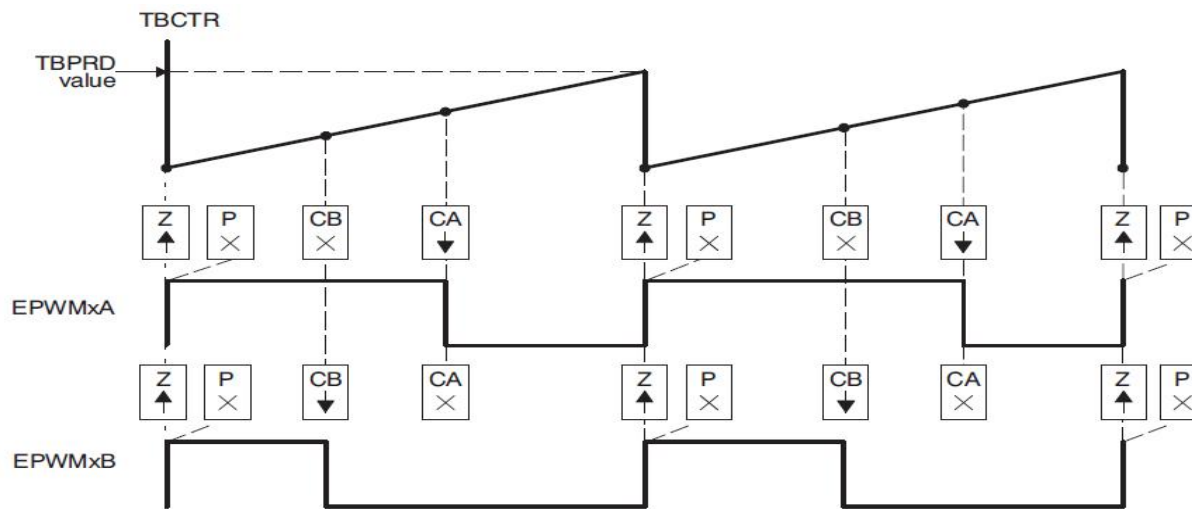 TBCTR
TBPRD
value
Z P CB CA Z P CB CA Z P
EPWMxA
Z P CB CA Z P CB CA Z P
EPWMxB